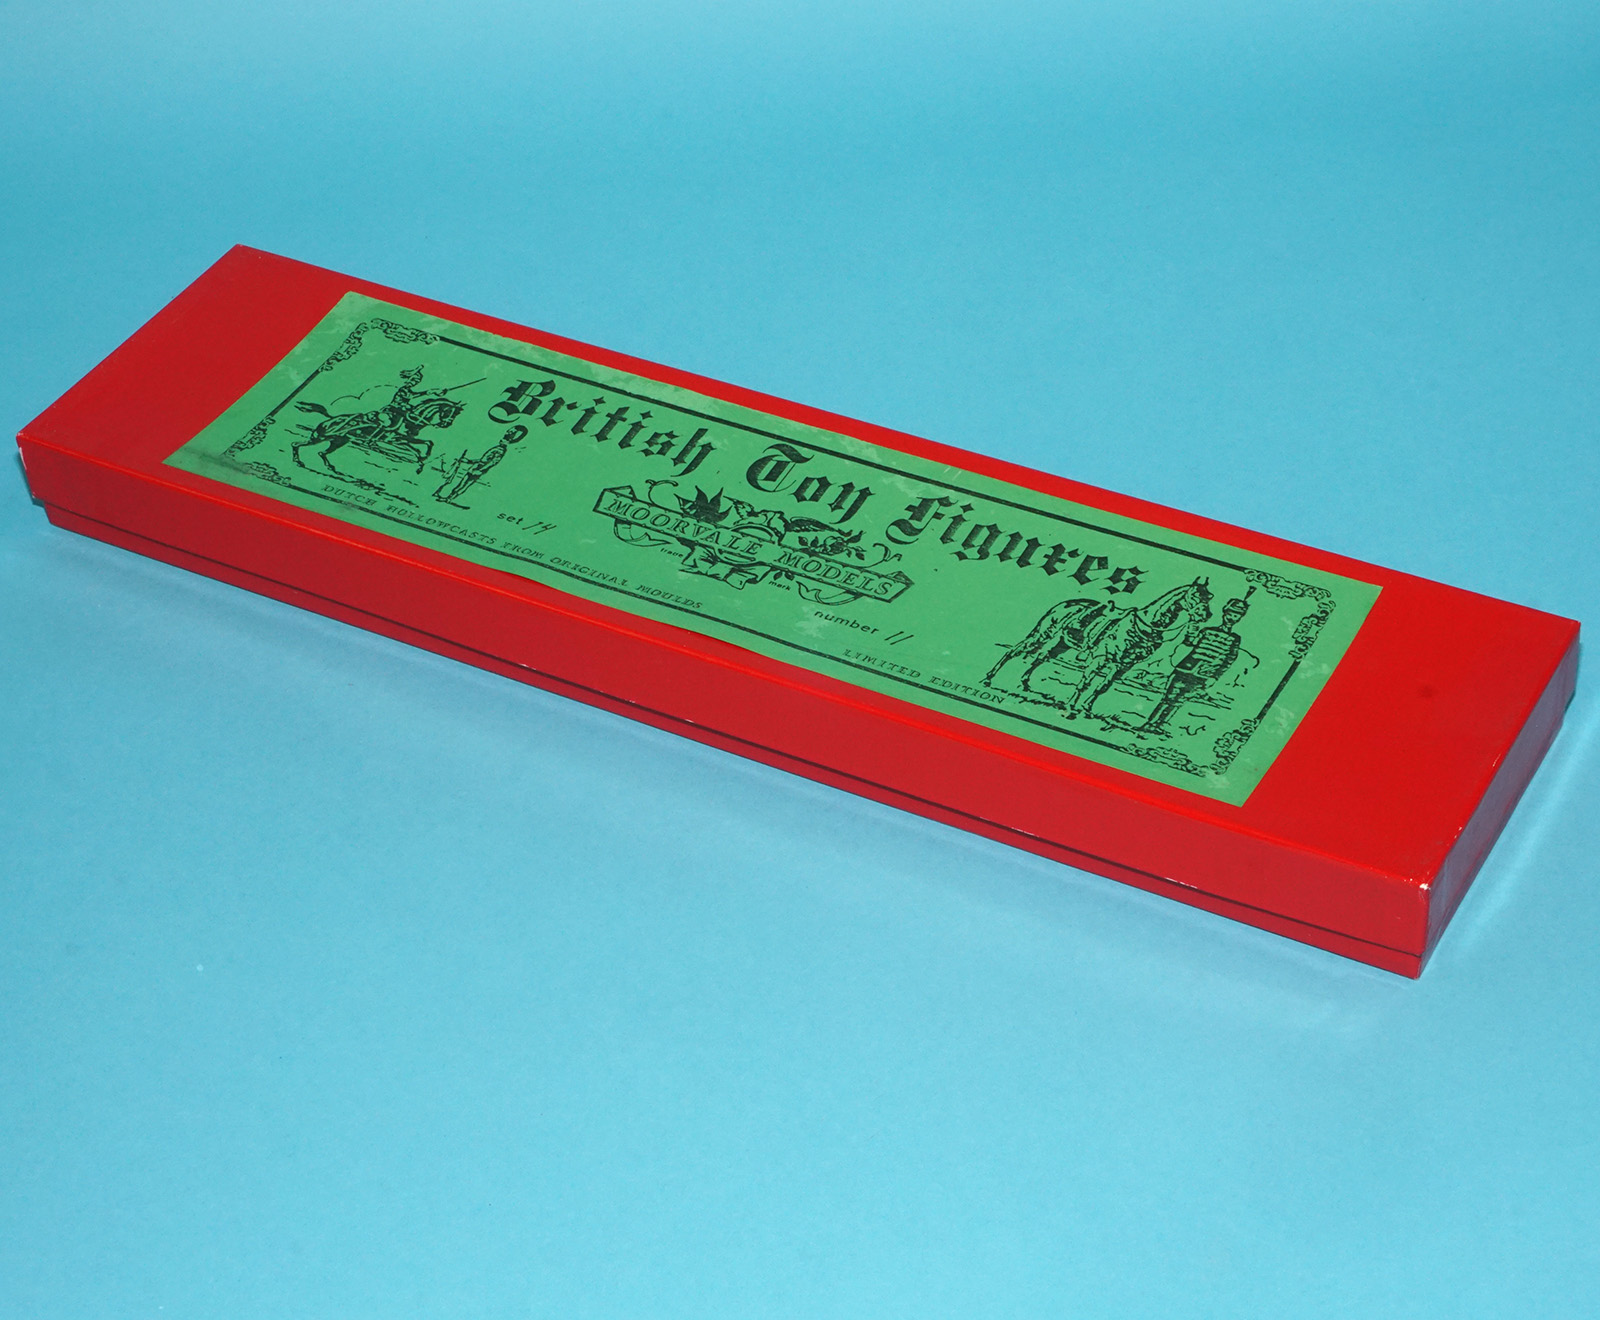 British Toy Figures
set 14
MOORVALE MODELS
trade mark
number 11
DUTCH HOLLOWCASTS FROM ORIGINAL MOULDS
LIMITED EDITION